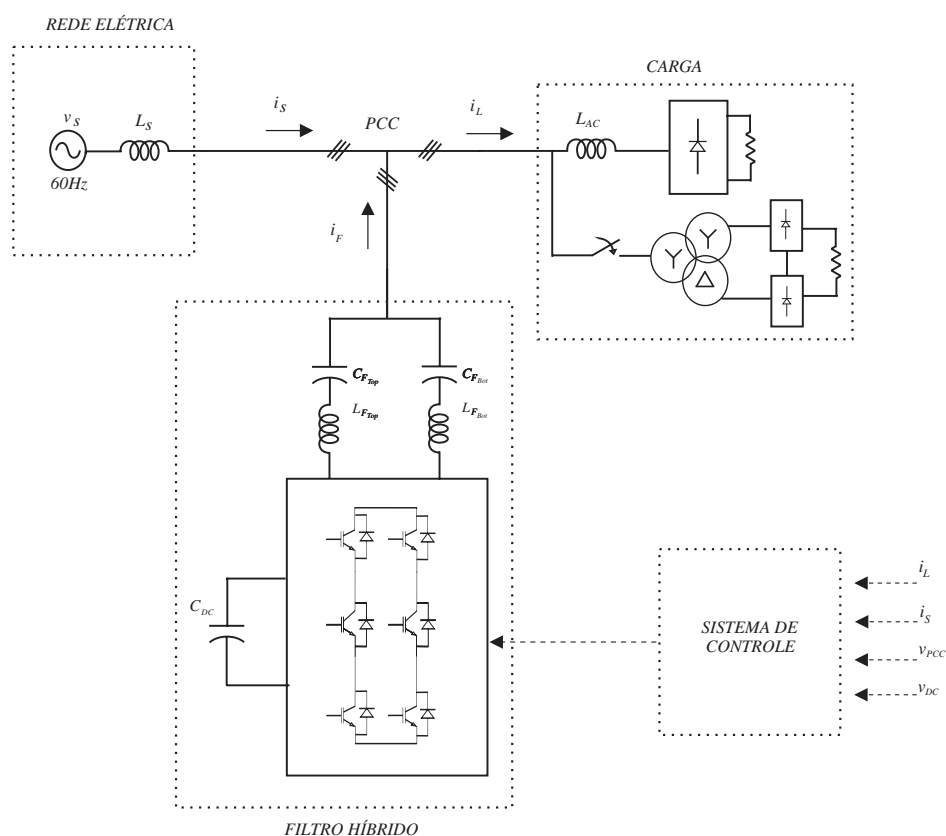 REDE ELÉTRICA
v_S
L_S
60Hz
i_S
PCC
i_L
i_F
CARGA
L_AC
C_F_Top
C_F_Bot
L_F_Top
L_F_Bot
C_DC
SISTEMA DE
CONTROLE
i_L
i_S
v_PCC
v_DC
FILTRO HÍBRIDO